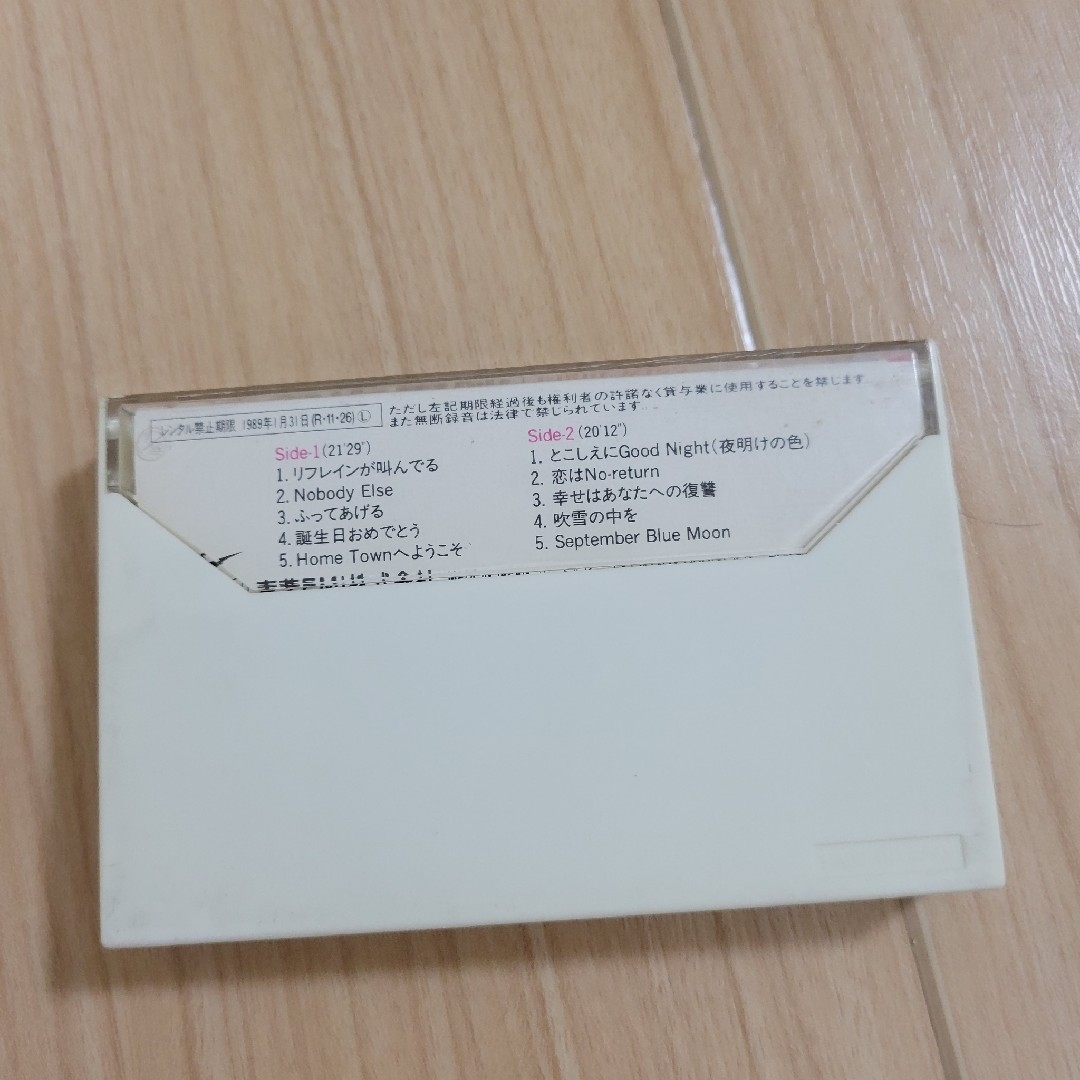 レンタル禁止期限 1989年1月31日(R・11・26)Ⓛ
ただし左記期限経過後も権利者の許諾なく貸与業に使用することを禁じます
また無断録音は法律で禁じられています
Side-1(21'29")
1. リフレインが叫んでる
2. Nobody Else
3. ふってあげる
4. 誕生日おめでとう
5. Home Townへようこそ
Side-2(20'12")
1. とこしえにGood Night(夜明けの色)
2. 恋はNo-return
3. 幸せはあなたへの復讐
4. 吹雪の中を
5. September Blue Moon